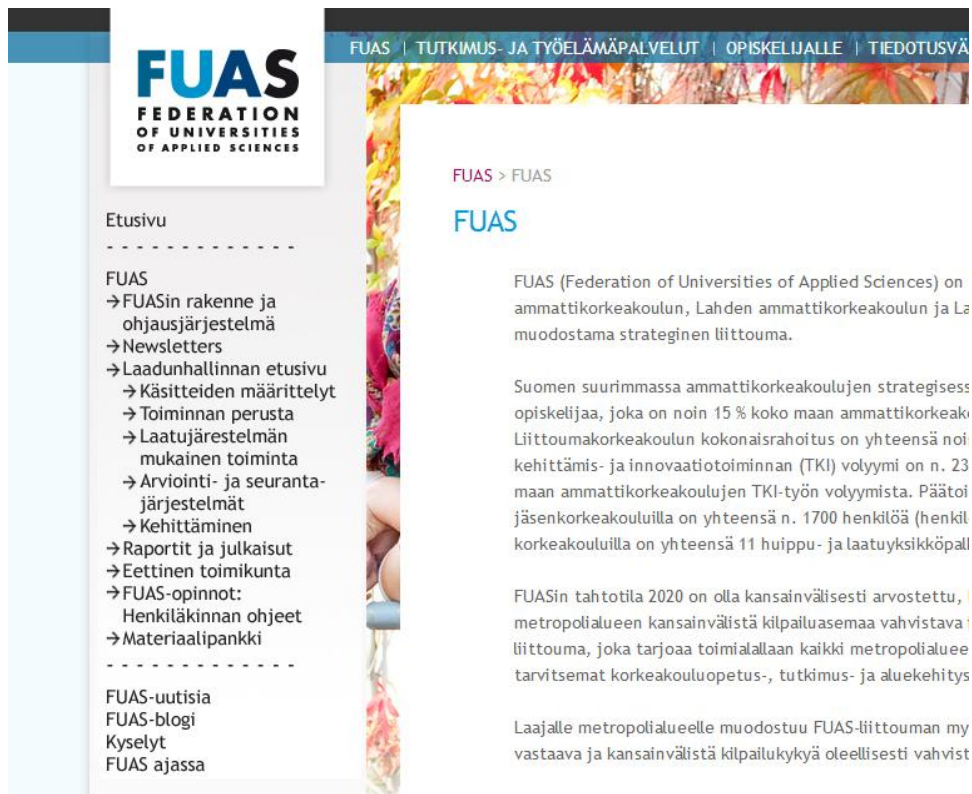 FUAS | TUTKIMUS- JA TYÖELÄMÄPALVELUT | OPISKELIJALLE | TIEDOTUSVÄ
FUAS
FEDERATION
OF UNIVERSITIES
OF APPLIED SCIENCES
Etusivu
- - - - - - - - - - - - -
FUAS
→FUASin rakenne ja
ohjausjärjestelmä
→Newsletters
→Laadunhallinnan etusivu
→Käsitteiden määrittelyt
→Toiminnan perusta
→Laatujärestelmän
mukainen toiminta
→Arviointi- ja seuranta-
järjestelmät
→Kehittäminen
→Raportit ja julkaisut
→Eettinen toimikunta
→FUAS-opinnot:
Henkiläkinnan ohjeet
→Materiaalipankki
- - - - - - - - - - - - -
FUAS-uutisia
FUAS-blogi
Kyselyt
FUAS ajassa
FUAS > FUAS
FUAS
FUAS (Federation of Universities of Applied Sciences) on
ammattikorkeakoulun, Lahden ammattikorkeakoulun ja La
muodostama strateginen liittouma.
Suomen suurimmassa ammattikorkeakoulujen strategisess
opiskelijaa, joka on noin 15 % koko maan ammattikorkeak
Liittoumakorkeakoulun kokonaisrahoitus on yhteensä noi
kehittämis- ja innovaatiotoiminnan (TKI) volyymi on n. 23
maan ammattikorkeakoulujen TKI-työn volyymista. Päätoi
jäsenkorkeakouluilla on yhteensä n. 1700 henkilöä (henkil
korkeakouluilla on yhteensä 11 huippu- ja laatuyksikköpal
FUASin tahtotila 2020 on olla kansainvälisesti arvostettu,
metropolialueen kansainvälistä kilpailuasemaa vahvistava
liittouma, joka tarjoaa toimialallaan kaikki metropolialuee
tarvitsemat korkeakouluopetus-, tutkimus- ja aluekehitys
Laajalle metropolialueelle muodostuu FUAS-liittouman my
vastaava ja kansainvälistä kilpailukykyä oleellisesti vahvist